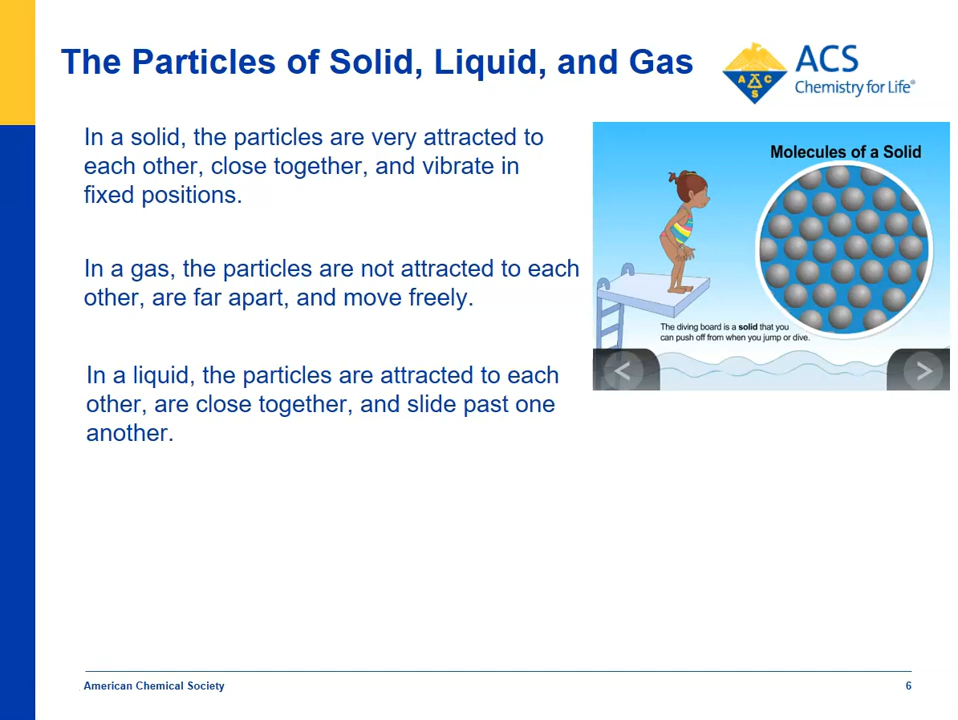 The Particles of Solid, Liquid, and Gas
A C S
ACS
Chemistry for Life®
In a solid, the particles are very attracted to
each other, close together, and vibrate in
fixed positions.
In a gas, the particles are not attracted to each
other, are far apart, and move freely.
In a liquid, the particles are attracted to each
other, are close together, and slide past one
another.
Molecules of a Solid
The diving board is a solid that you
can push off from when you jump or dive.
< >
American Chemical Society 6